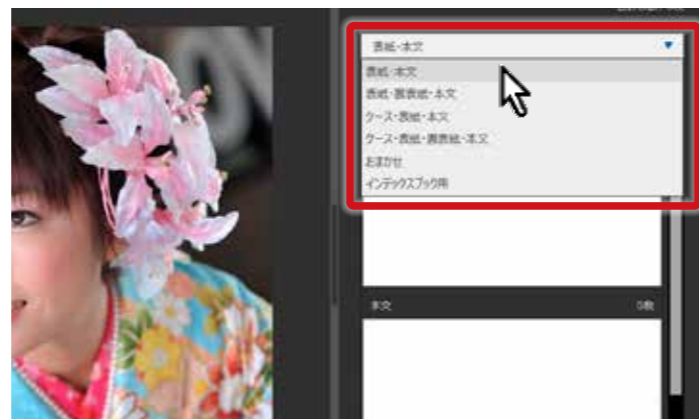 表紙・本文
表紙・本文
表紙・裏表紙・本文
ケース・表紙・本文
ケース・表紙・裏表紙・本文
おまかせ
インデックスブック用
本文